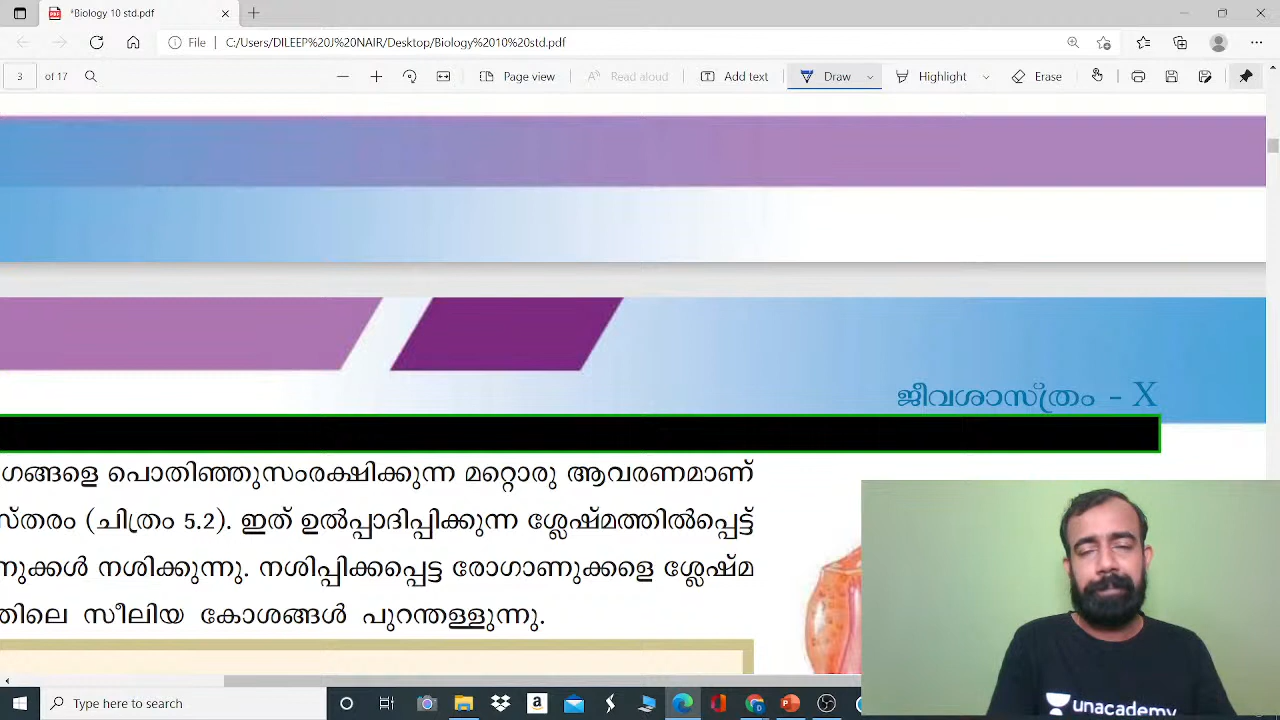 *Biology 10 std.pdf
File C:/Users/DILEEP%20J%20NAIR/Desktop/Biology%2010%20std.pdf
3 of 17 Page view Read aloud Add text Draw Highlight Erase
ജീവശാസ്ത്രം - X
ഗങ്ങളെ പൊതിഞ്ഞുസംരക്ഷിക്കുന്ന മറ്റൊരു ആവരണമാണ്
സ്തരം (ചിത്രം 5.2). ഇത് ഉൽപ്പാദിപ്പിക്കുന്ന ശ്ലേഷ്മത്തിൽപ്പെട്ട്
നുക്കൾ നശിക്കുന്നു. നശിപ്പിക്കപ്പെട്ട രോഗാണുക്കളെ ശ്ലേഷ്മ
തിലെ സീലിയ കോശങ്ങൾ പുറന്തള്ളുന്നു.
unacademy
Type here to search